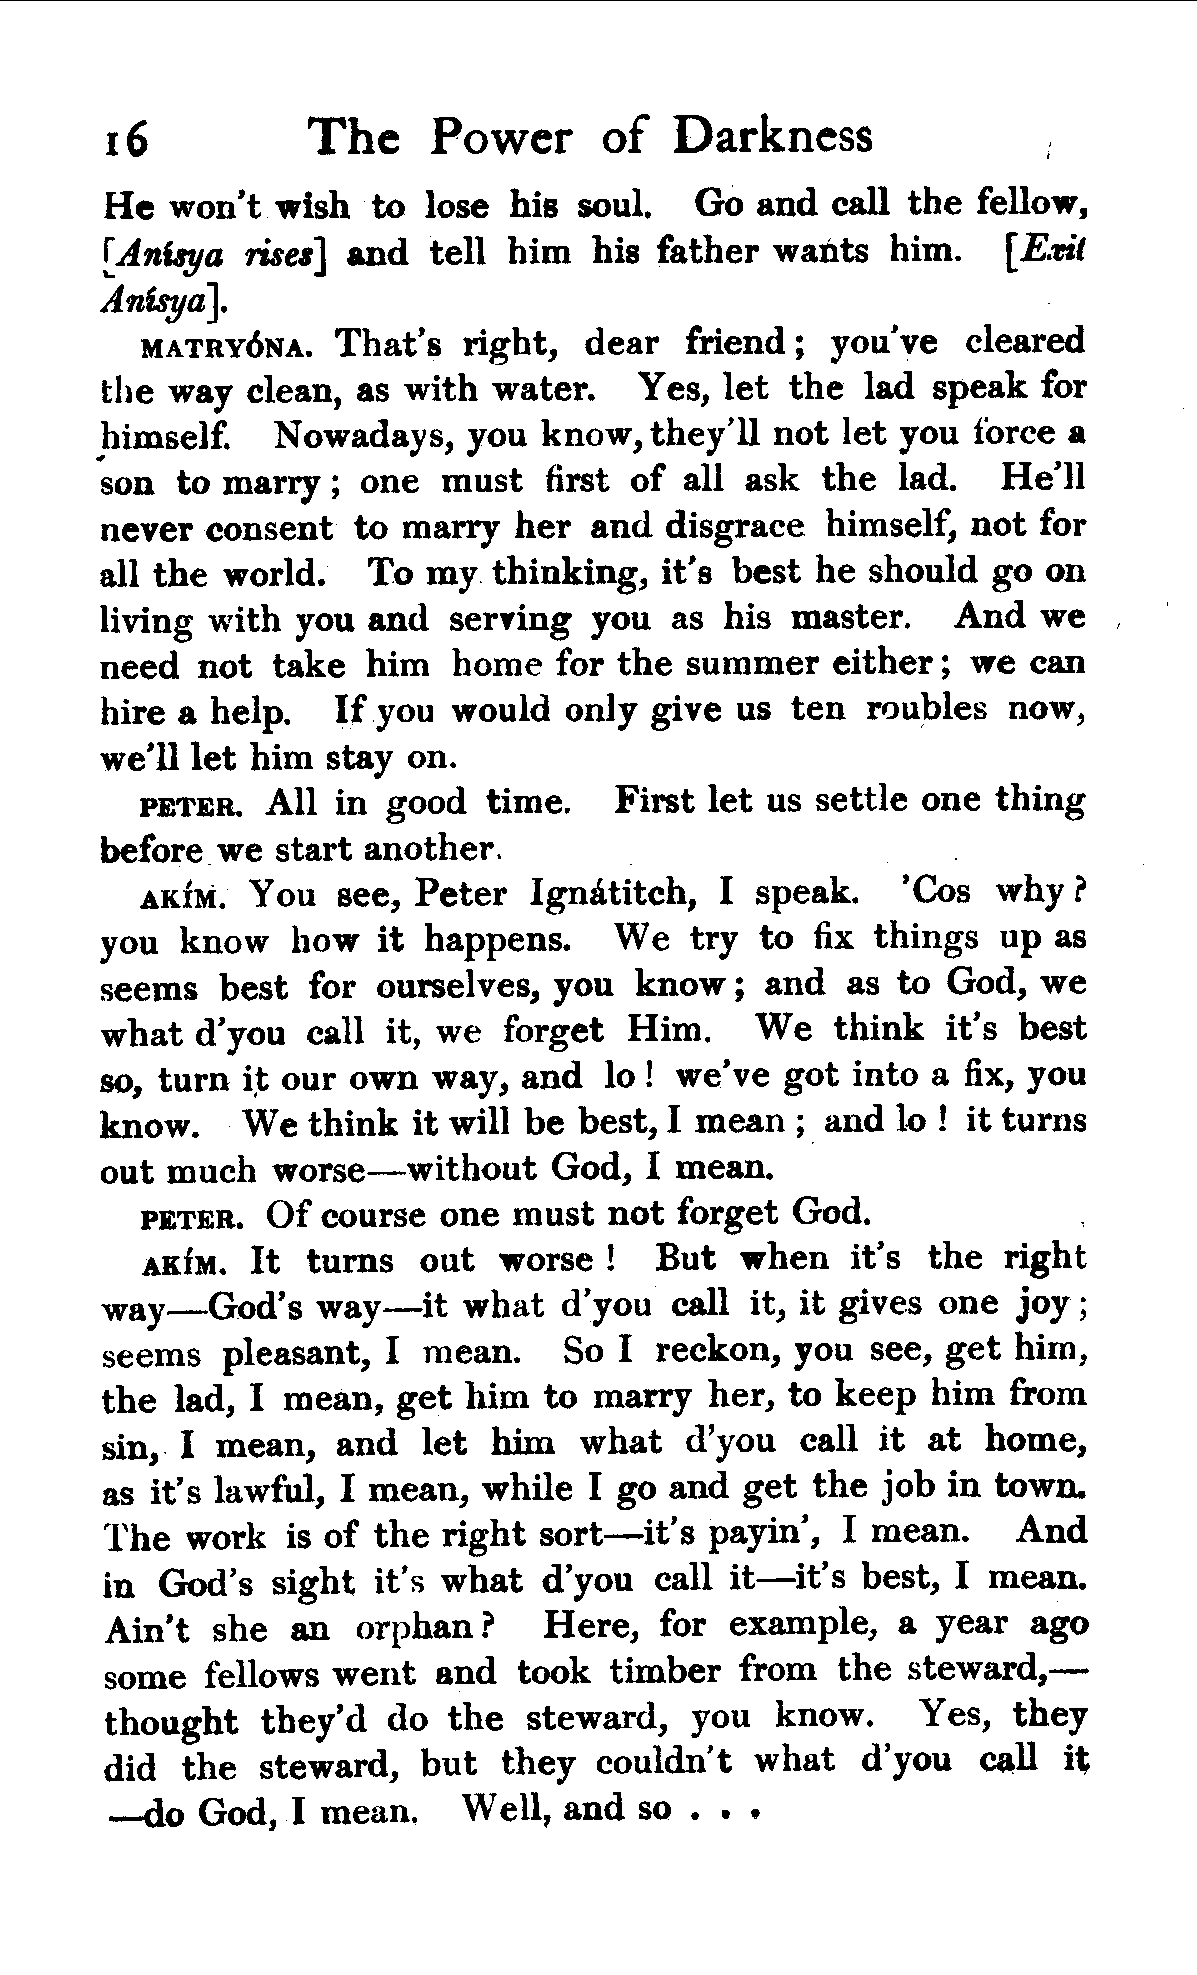 16 The Power of Darkness
He won't wish to lose his soul. Go and call the fellow,
[Anísya rises] and tell him his father wants him. [Exit
Anísya].
MATRYÓNA. That's right, dear friend; you've cleared
the way clean, as with water. Yes, let the lad speak for
himself. Nowadays, you know, they'll not let you force a
son to marry; one must first of all ask the lad. He'll
never consent to marry her and disgrace himself, not for
all the world. To my thinking, it's best he should go on
living with you and serving you as his master. And we
need not take him home for the summer either; we can
hire a help. If you would only give us ten roubles now,
we'll let him stay on.
PETER. All in good time. First let us settle one thing
before we start another.
AKÍM. You see, Peter Ignátitch, I speak. 'Cos why?
you know how it happens. We try to fix things up as
seems best for ourselves, you know; and as to God, we
what d'you call it, we forget Him. We think it's best
so, turn it our own way, and lo! we've got into a fix, you
know. We think it will be best, I mean; and lo! it turns
out much worse—without God, I mean.
PETER. Of course one must not forget God.
AKÍM. It turns out worse! But when it's the right
way—God's way—it what d'you call it, it gives one joy;
seems pleasant, I mean. So I reckon, you see, get him,
the lad, I mean, get him to marry her, to keep him from
sin, I mean, and let him what d'you call it at home,
as it's lawful, I mean, while I go and get the job in town.
The work is of the right sort—it's payin', I mean. And
in God's sight it's what d'you call it—it's best, I mean.
Ain't she an orphan? Here, for example, a year ago
some fellows went and took timber from the steward,—
thought they'd do the steward, you know. Yes, they
did the steward, but they couldn't what d'you call it
—do God, I mean. Well, and so . . .